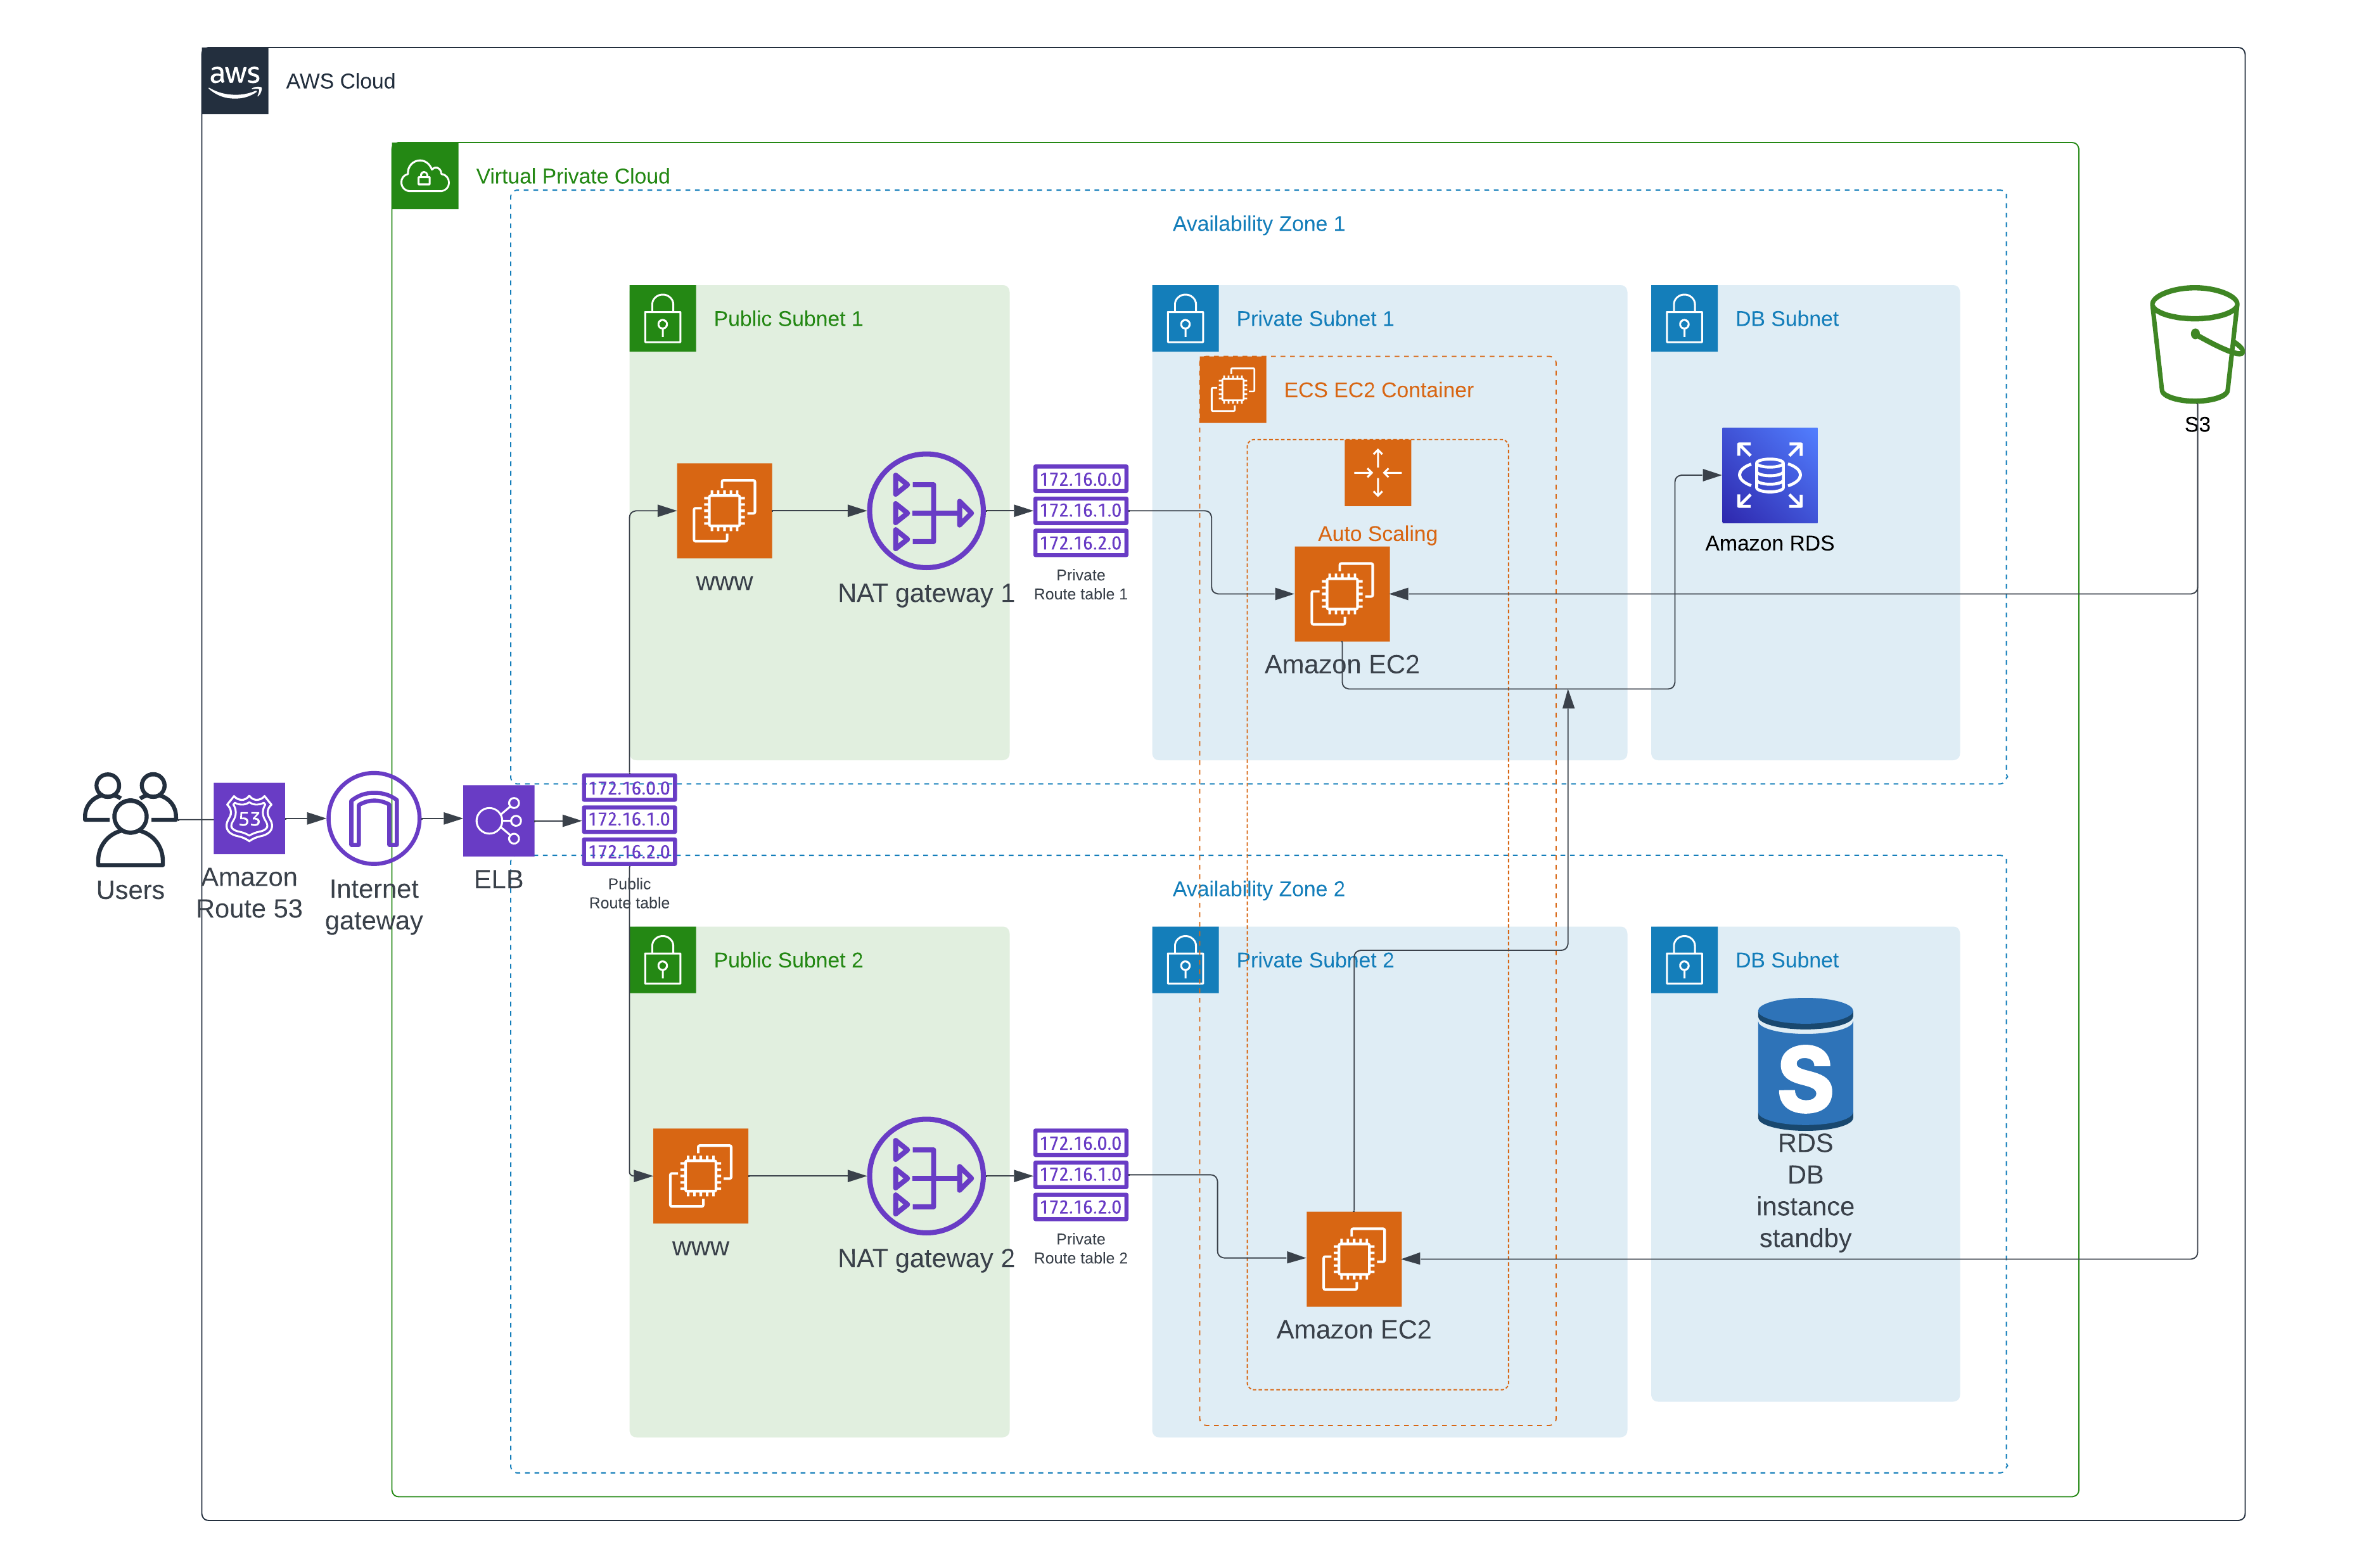 aws
AWS Cloud
Virtual Private Cloud
Availability Zone 1
Public Subnet 1
Private Subnet 1
DB Subnet
ECS EC2 Container
S3
www
NAT gateway 1
172.16.0.0
172.16.1.0
172.16.2.0
Private
Route table 1
Auto Scaling
Amazon EC2
Amazon RDS
Users
53
Amazon
Route 53
Internet
gateway
ELB
172.16.0.0
172.16.1.0
172.16.2.0
Public
Route table
Availability Zone 2
Public Subnet 2
Private Subnet 2
DB Subnet
www
NAT gateway 2
172.16.0.0
172.16.1.0
172.16.2.0
Private
Route table 2
Amazon EC2
S
RDS
DB
instance
standby